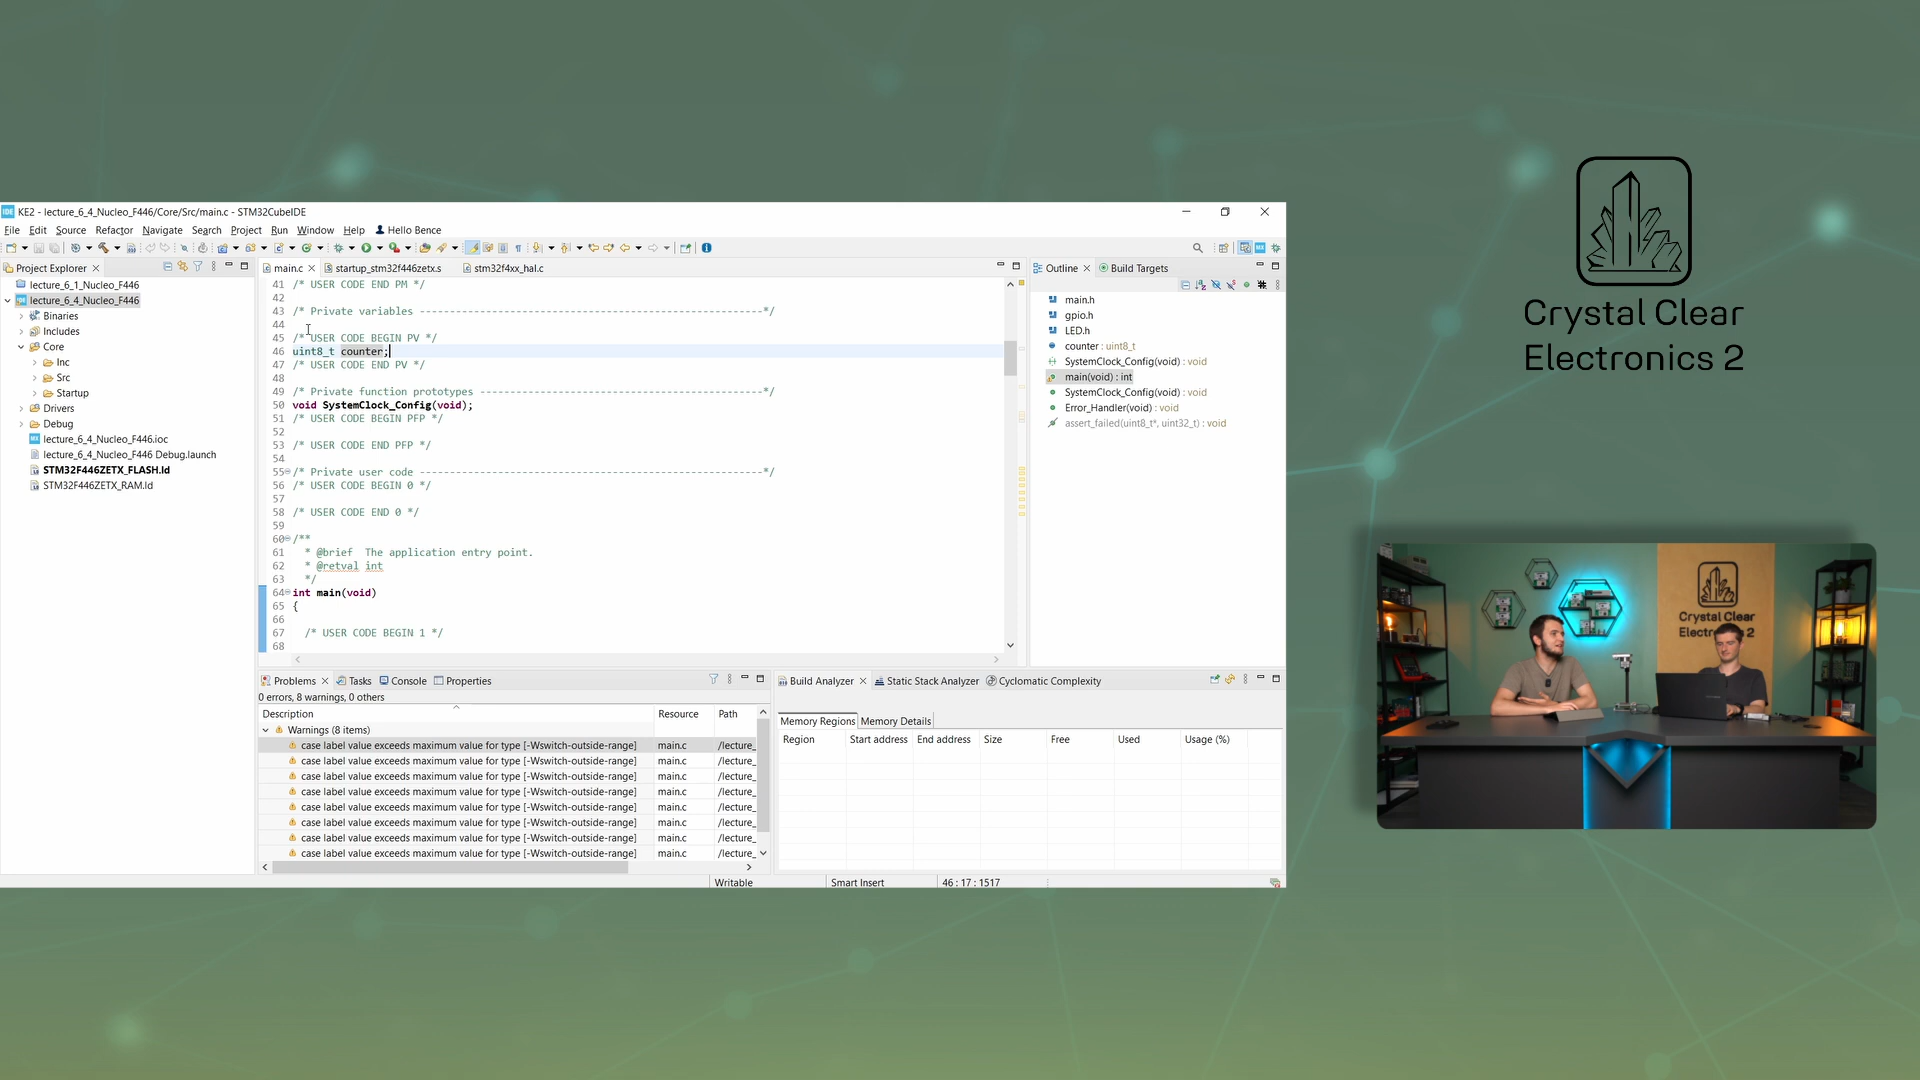 IDE KE2 - lecture_6_4_Nucleo_F446/Core/Src/main.c - STM32CubeIDE
File Edit Source Refactor Navigate Search Project Run Window Help Hello Bence
Project Explorer
lecture_6_1_Nucleo_F446
lecture_6_4_Nucleo_F446
Binaries
Includes
Core
Inc
Src
Startup
Drivers
Debug
lecture_6_4_Nucleo_F446.ioc
lecture_6_4_Nucleo_F446 Debug.launch
STM32F446ZETX_FLASH.ld
STM32F446ZETX_RAM.ld
main.c startup_stm32f446zetx.s stm32f4xx_hal.c
41 /* USER CODE END PM */
42
43 /* Private variables ---------------------------------------------------------*/
44
45 /* USER CODE BEGIN PV */
46 uint8_t counter;
47 /* USER CODE END PV */
48
49 /* Private function prototypes -----------------------------------------------*/
50 void SystemClock_Config(void);
51 /* USER CODE BEGIN PFP */
52
53 /* USER CODE END PFP */
54
55 /* Private user code ---------------------------------------------------------*/
56 /* USER CODE BEGIN 0 */
57
58 /* USER CODE END 0 */
59
60 /**
61 * @brief The application entry point.
62 * @retval int
63 */
64 int main(void)
65 {
66
67 /* USER CODE BEGIN 1 */
68
Outline Build Targets
main.h
gpio.h
LED.h
counter : uint8_t
SystemClock_Config(void) : void
main(void) : int
SystemClock_Config(void) : void
Error_Handler(void) : void
assert_failed(uint8_t*, uint32_t) : void
Problems Tasks Console Properties
0 errors, 8 warnings, 0 others
Description Resource Path
Warnings (8 items)
case label value exceeds maximum value for type [-Wswitch-outside-range] main.c /lecture_
case label value exceeds maximum value for type [-Wswitch-outside-range] main.c /lecture_
case label value exceeds maximum value for type [-Wswitch-outside-range] main.c /lecture_
case label value exceeds maximum value for type [-Wswitch-outside-range] main.c /lecture_
case label value exceeds maximum value for type [-Wswitch-outside-range] main.c /lecture_
case label value exceeds maximum value for type [-Wswitch-outside-range] main.c /lecture_
case label value exceeds maximum value for type [-Wswitch-outside-range] main.c /lecture_
case label value exceeds maximum value for type [-Wswitch-outside-range] main.c /lecture_
Build Analyzer Static Stack Analyzer Cyclomatic Complexity
Memory Regions Memory Details
Region Start address End address Size Free Used Usage (%)
Writable Smart Insert 46 : 17 : 1517
Crystal Clear
Electronics 2
Crystal Clear
Electronics 2